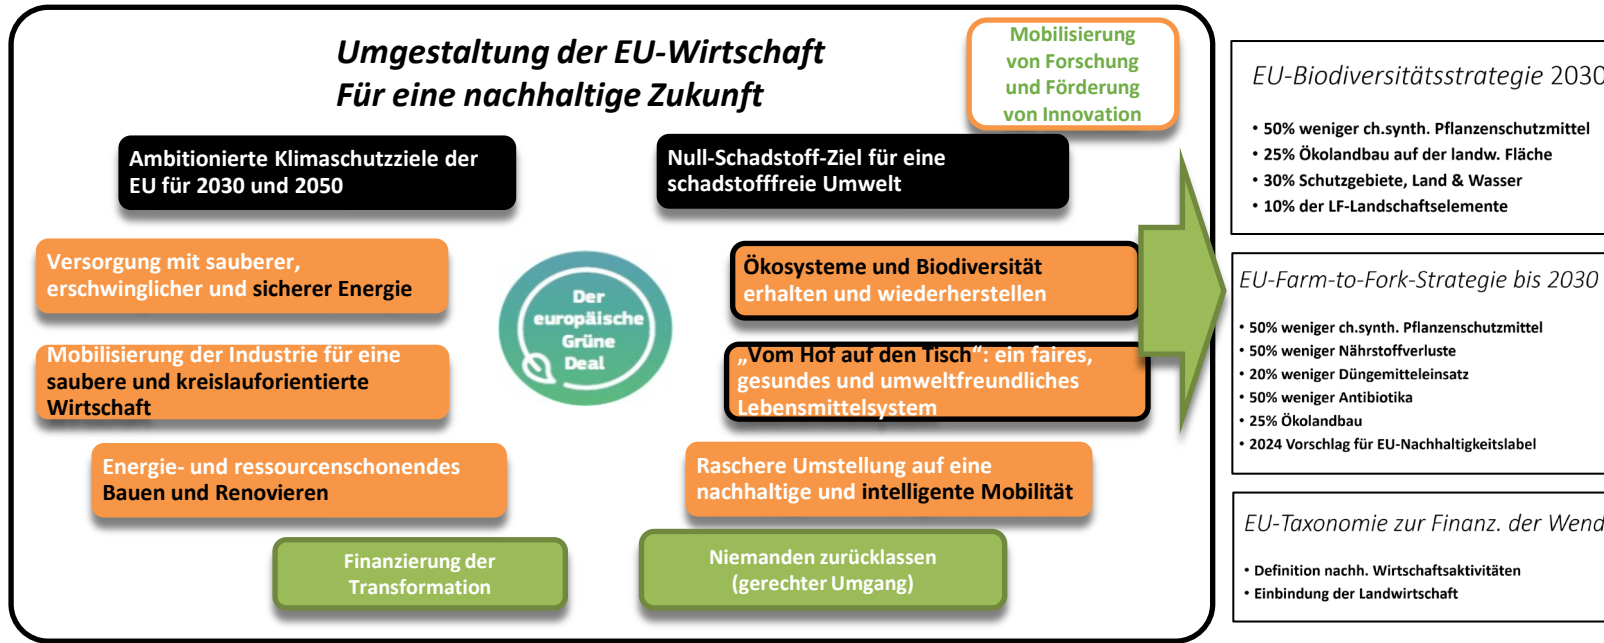 Umgestaltung der EU-Wirtschaft
Für eine nachhaltige Zukunft
Mobilisierung
von Forschung
und Förderung
von Innovation
Ambitionierte Klimaschutzziele der
EU für 2030 und 2050
Null-Schadstoff-Ziel für eine
schadstofffreie Umwelt
Versorgung mit sauberer,
erschwinglicher und sicherer Energie
Ökosysteme und Biodiversität
erhalten und wiederherstellen
Der
europäische
Grüne
Deal
Mobilisierung der Industrie für eine
saubere und kreislauforientierte
Wirtschaft
„Vom Hof auf den Tisch“: ein faires,
gesundes und umweltfreundliches
Lebensmittelsystem
Energie- und ressourcenschonendes
Bauen und Renovieren
Raschere Umstellung auf eine
nachhaltige und intelligente Mobilität
Finanzierung der
Transformation
Niemanden zurücklassen
(gerechter Umgang)
EU-Biodiversitätsstrategie 2030
• 50% weniger ch.synth. Pflanzenschutzmittel
• 25% Ökolandbau auf der landw. Fläche
• 30% Schutzgebiete, Land & Wasser
• 10% der LF-Landschaftselemente
EU-Farm-to-Fork-Strategie bis 2030
• 50% weniger ch.synth. Pflanzenschutzmittel
• 50% weniger Nährstoffverluste
• 20% weniger Düngemitteleinsatz
• 50% weniger Antibiotika
• 25% Ökolandbau
• 2024 Vorschlag für EU-Nachhaltigkeitslabel
EU-Taxonomie zur Finanz. der Wend
• Definition nachh. Wirtschaftsaktivitäten
• Einbindung der Landwirtschaft